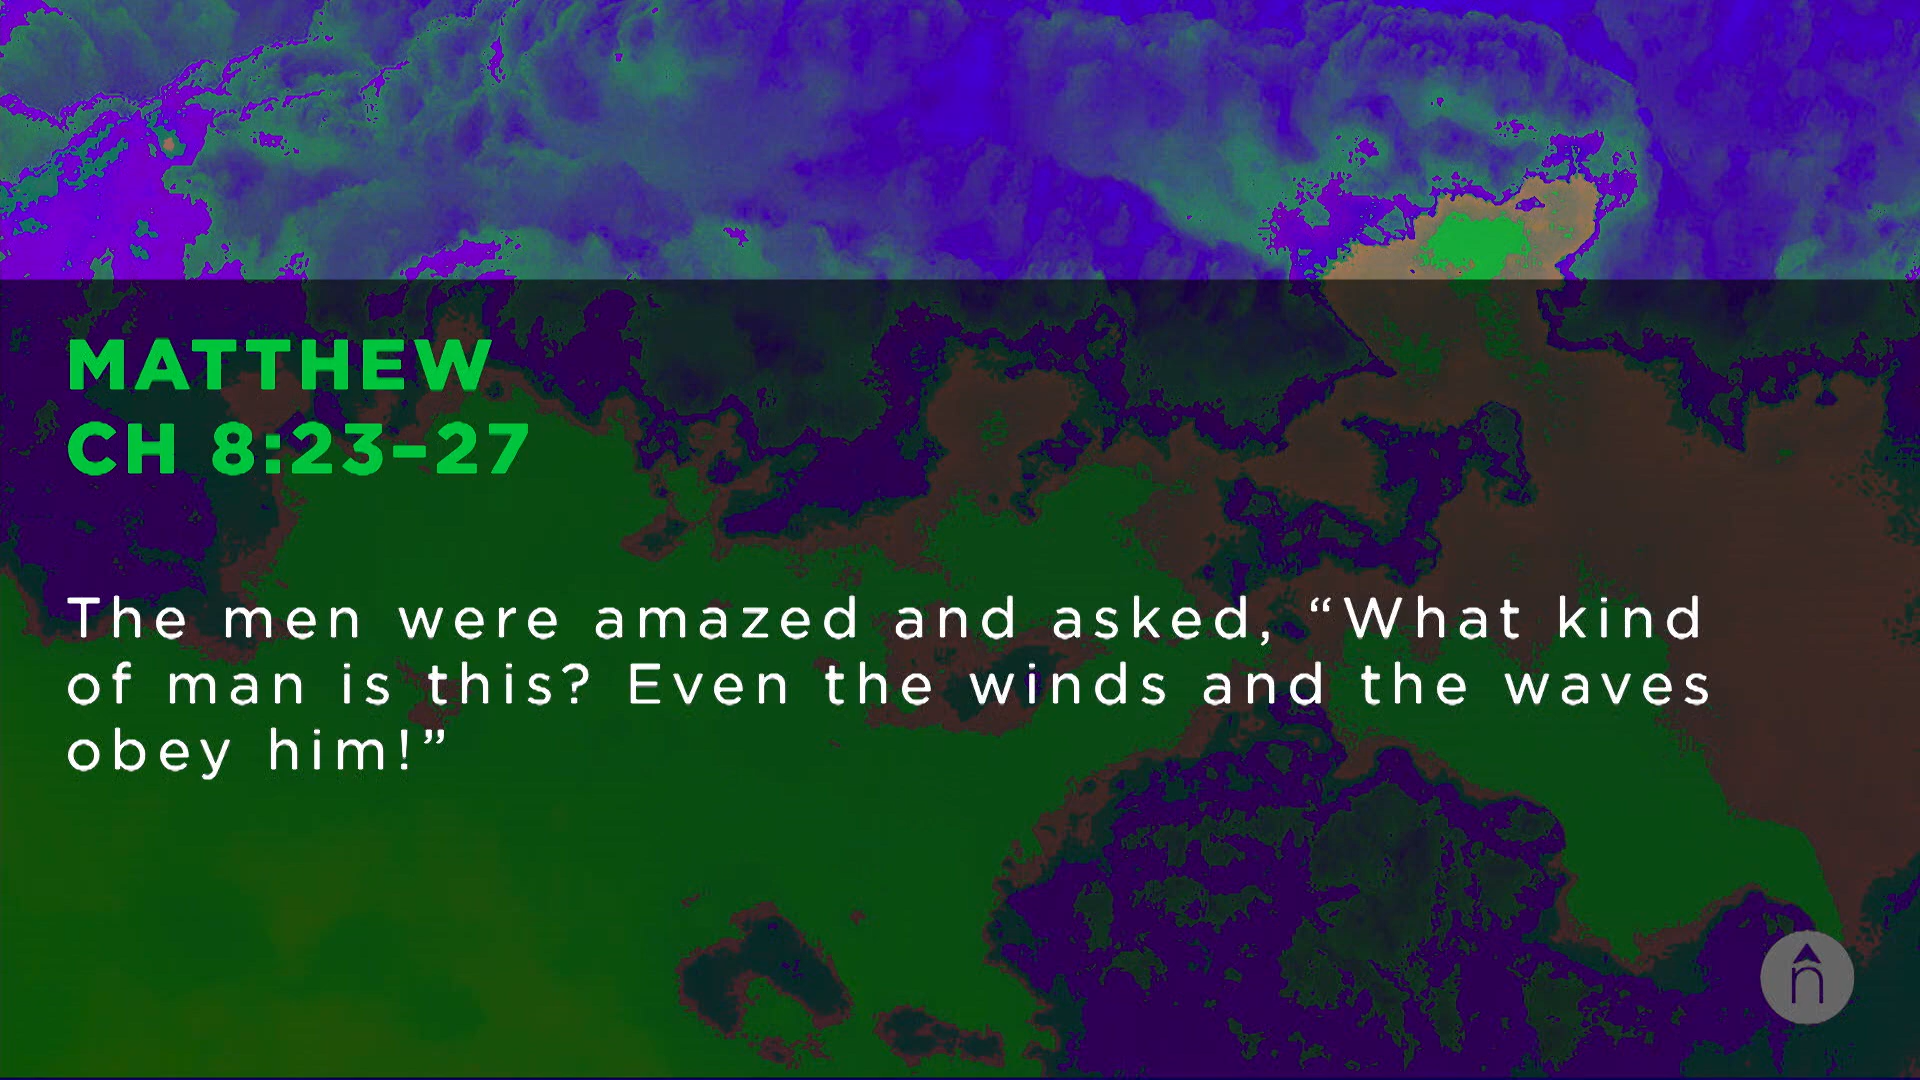 MATTHEW
CH 8:23–27
The men were amazed and asked, “What kind
of man is this? Even the winds and the waves
obey him!”
n